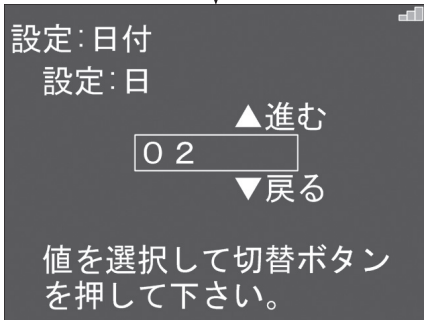 設定:日付
設定:日
▲進む
０２
▼戻る
値を選択して切替ボタン
を押して下さい。